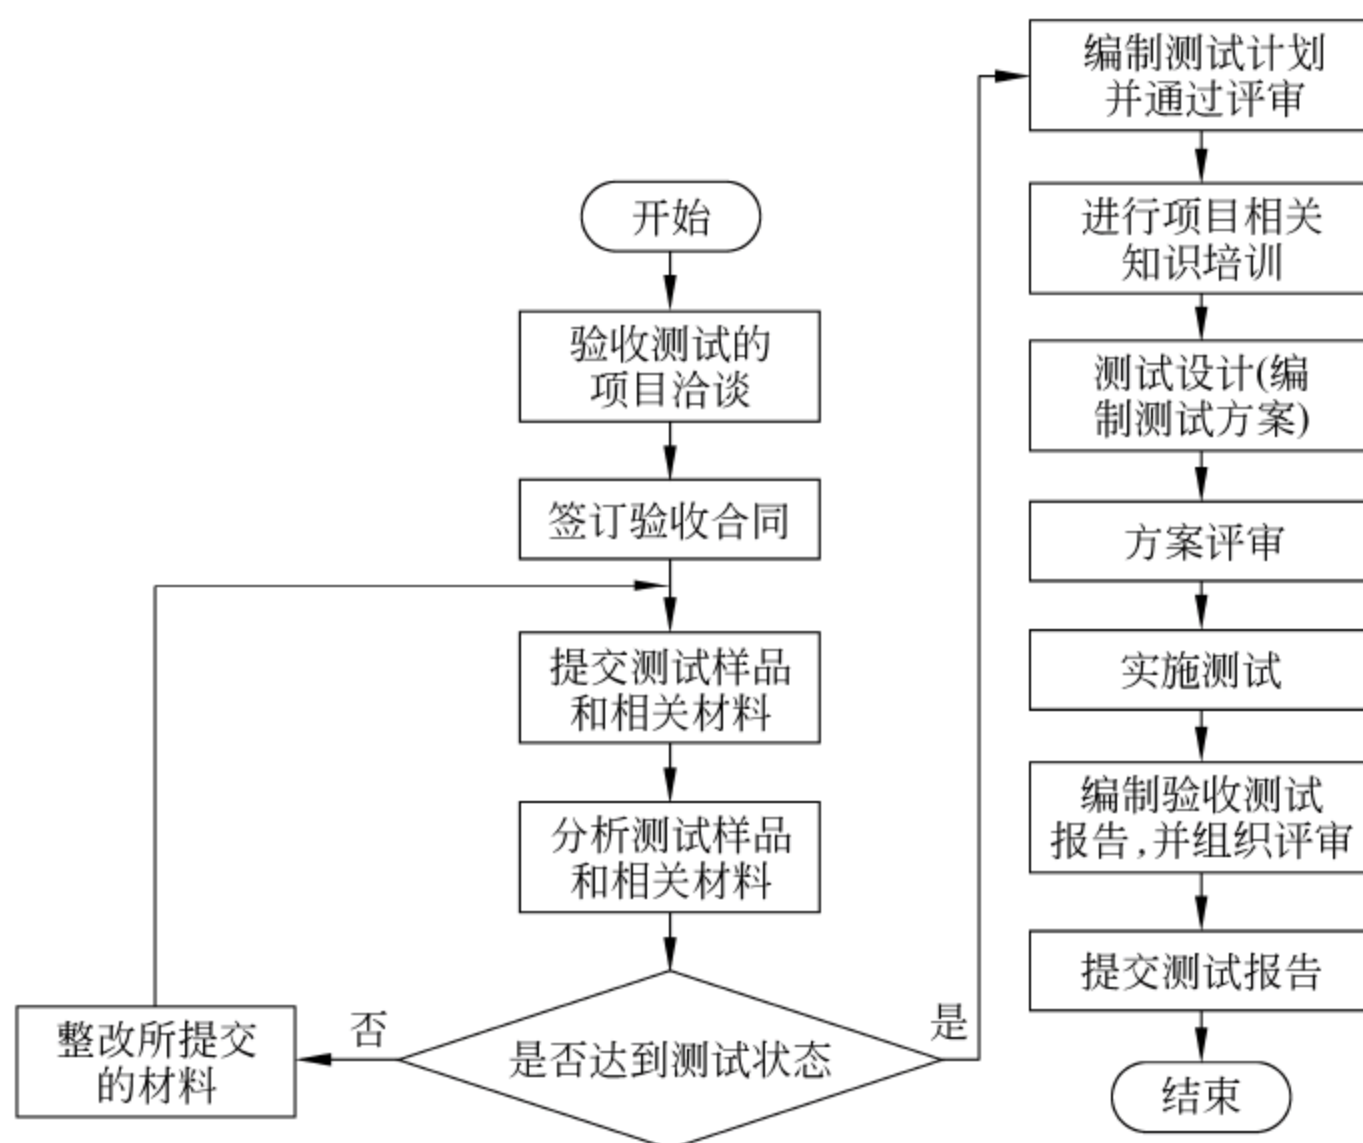 开始
验收测试的
项目洽谈
签订验收合同
提交测试样品
和相关材料
分析测试样品
和相关材料
是否达到测试状态
否
整改所提交
的材料
是
编制测试计划
并通过评审
进行项目相关
知识培训
测试设计(编
制测试方案)
方案评审
实施测试
编制验收测试
报告,并组织评审
提交测试报告
结束